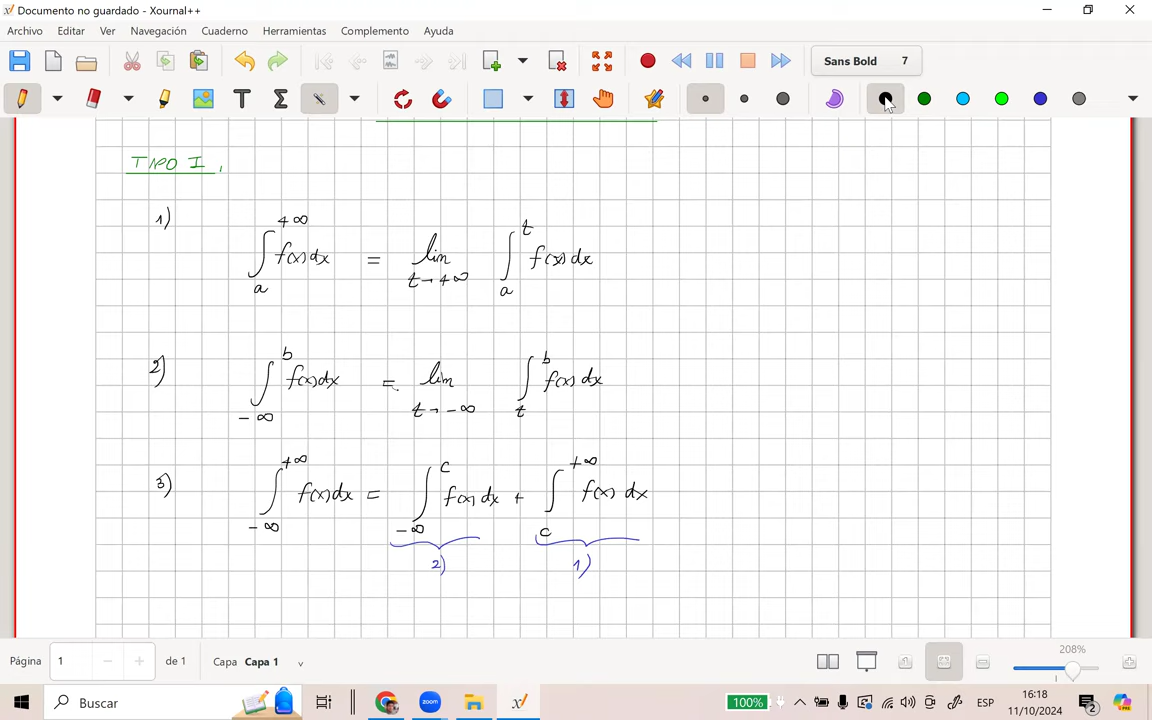 Documento no guardado - Xournal++
Archivo Editar Ver Navegación Cuaderno Herramientas Complemento Ayuda
Sans Bold 7
TIPO I.
1) ∫_a^{+∞} f(x)dx = lim_{t→+∞} ∫_a^t f(x)dx
2) ∫_{-∞}^b f(x)dx = lim_{t→-∞} ∫_t^b f(x)dx
3) ∫_{-∞}^{+∞} f(x)dx = ∫_{-∞}^c f(x)dx + ∫_c^{+∞} f(x)dx
2) 1)
Página 1 de 1 Capa Capa 1
208%
Buscar
zoom
100%
ESP
16:18
11/10/2024
2